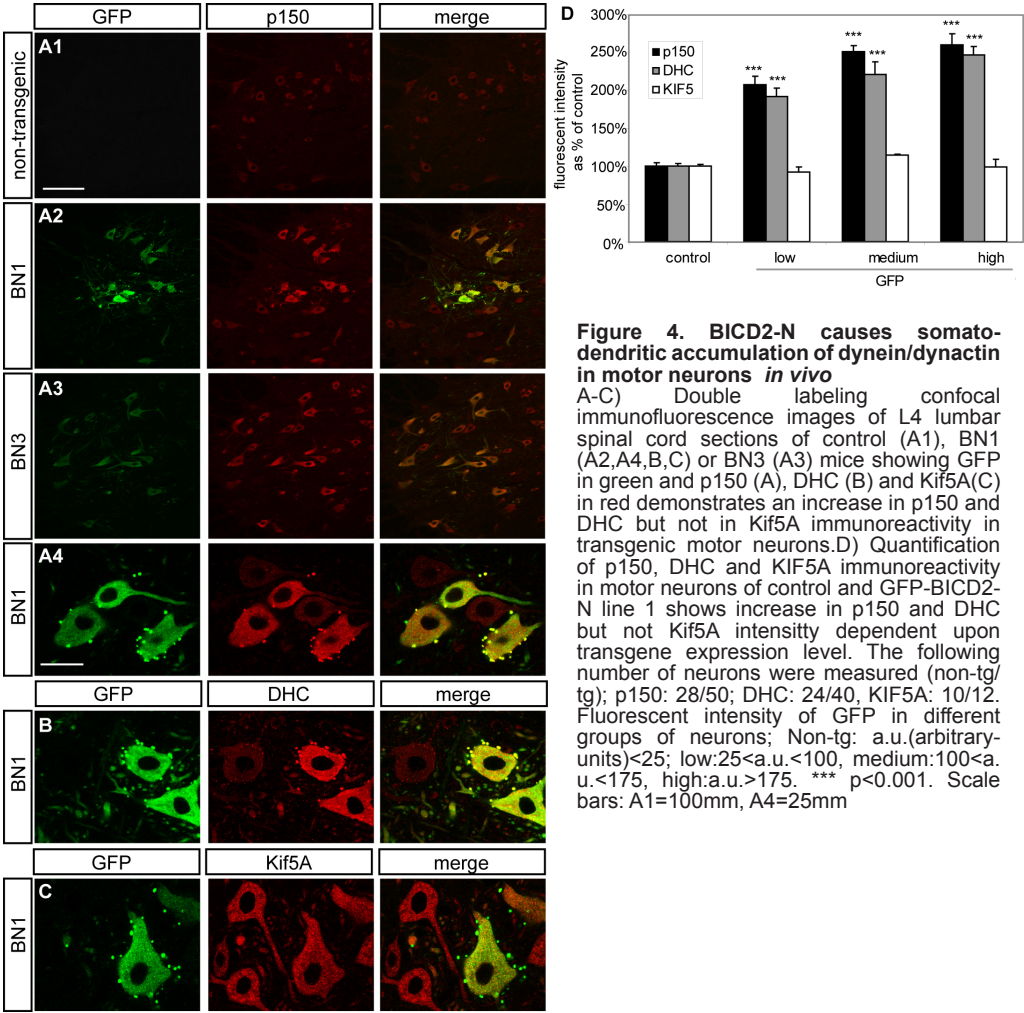 GFP p150 merge
non-transgenic
A1
BN1
A2
BN3
A3
BN1
A4
GFP DHC merge
BN1
B
GFP Kif5A merge
BN1
C
D
fluorescent intensity
as % of control
300%
250%
200%
150%
100%
50%
0%
p150
DHC
KIF5
*** ***
*** ***
*** ***
control low medium high
GFP
Figure 4. BICD2-N causes somato-
dendritic accumulation of dynein/dynactin
in motor neurons in vivo
A-C) Double labeling confocal
immunofluorescence images of L4 lumbar
spinal cord sections of control (A1), BN1
(A2,A4,B,C) or BN3 (A3) mice showing GFP
in green and p150 (A), DHC (B) and Kif5A(C)
in red demonstrates an increase in p150 and
DHC but not in Kif5A immunoreactivity in
transgenic motor neurons.D) Quantification
of p150, DHC and KIF5A immunoreactivity
in motor neurons of control and GFP-BICD2-
N line 1 shows increase in p150 and DHC
but not Kif5A intensitty dependent upon
transgene expression level. The following
number of neurons were measured (non-tg/
tg); p150: 28/50; DHC: 24/40, KIF5A: 10/12.
Fluorescent intensity of GFP in different
groups of neurons; Non-tg: a.u.(arbitrary-
units)<25; low:25<a.u.<100, medium:100<a.
u.<175, high:a.u.>175. *** p<0.001. Scale
bars: A1=100mm, A4=25mm